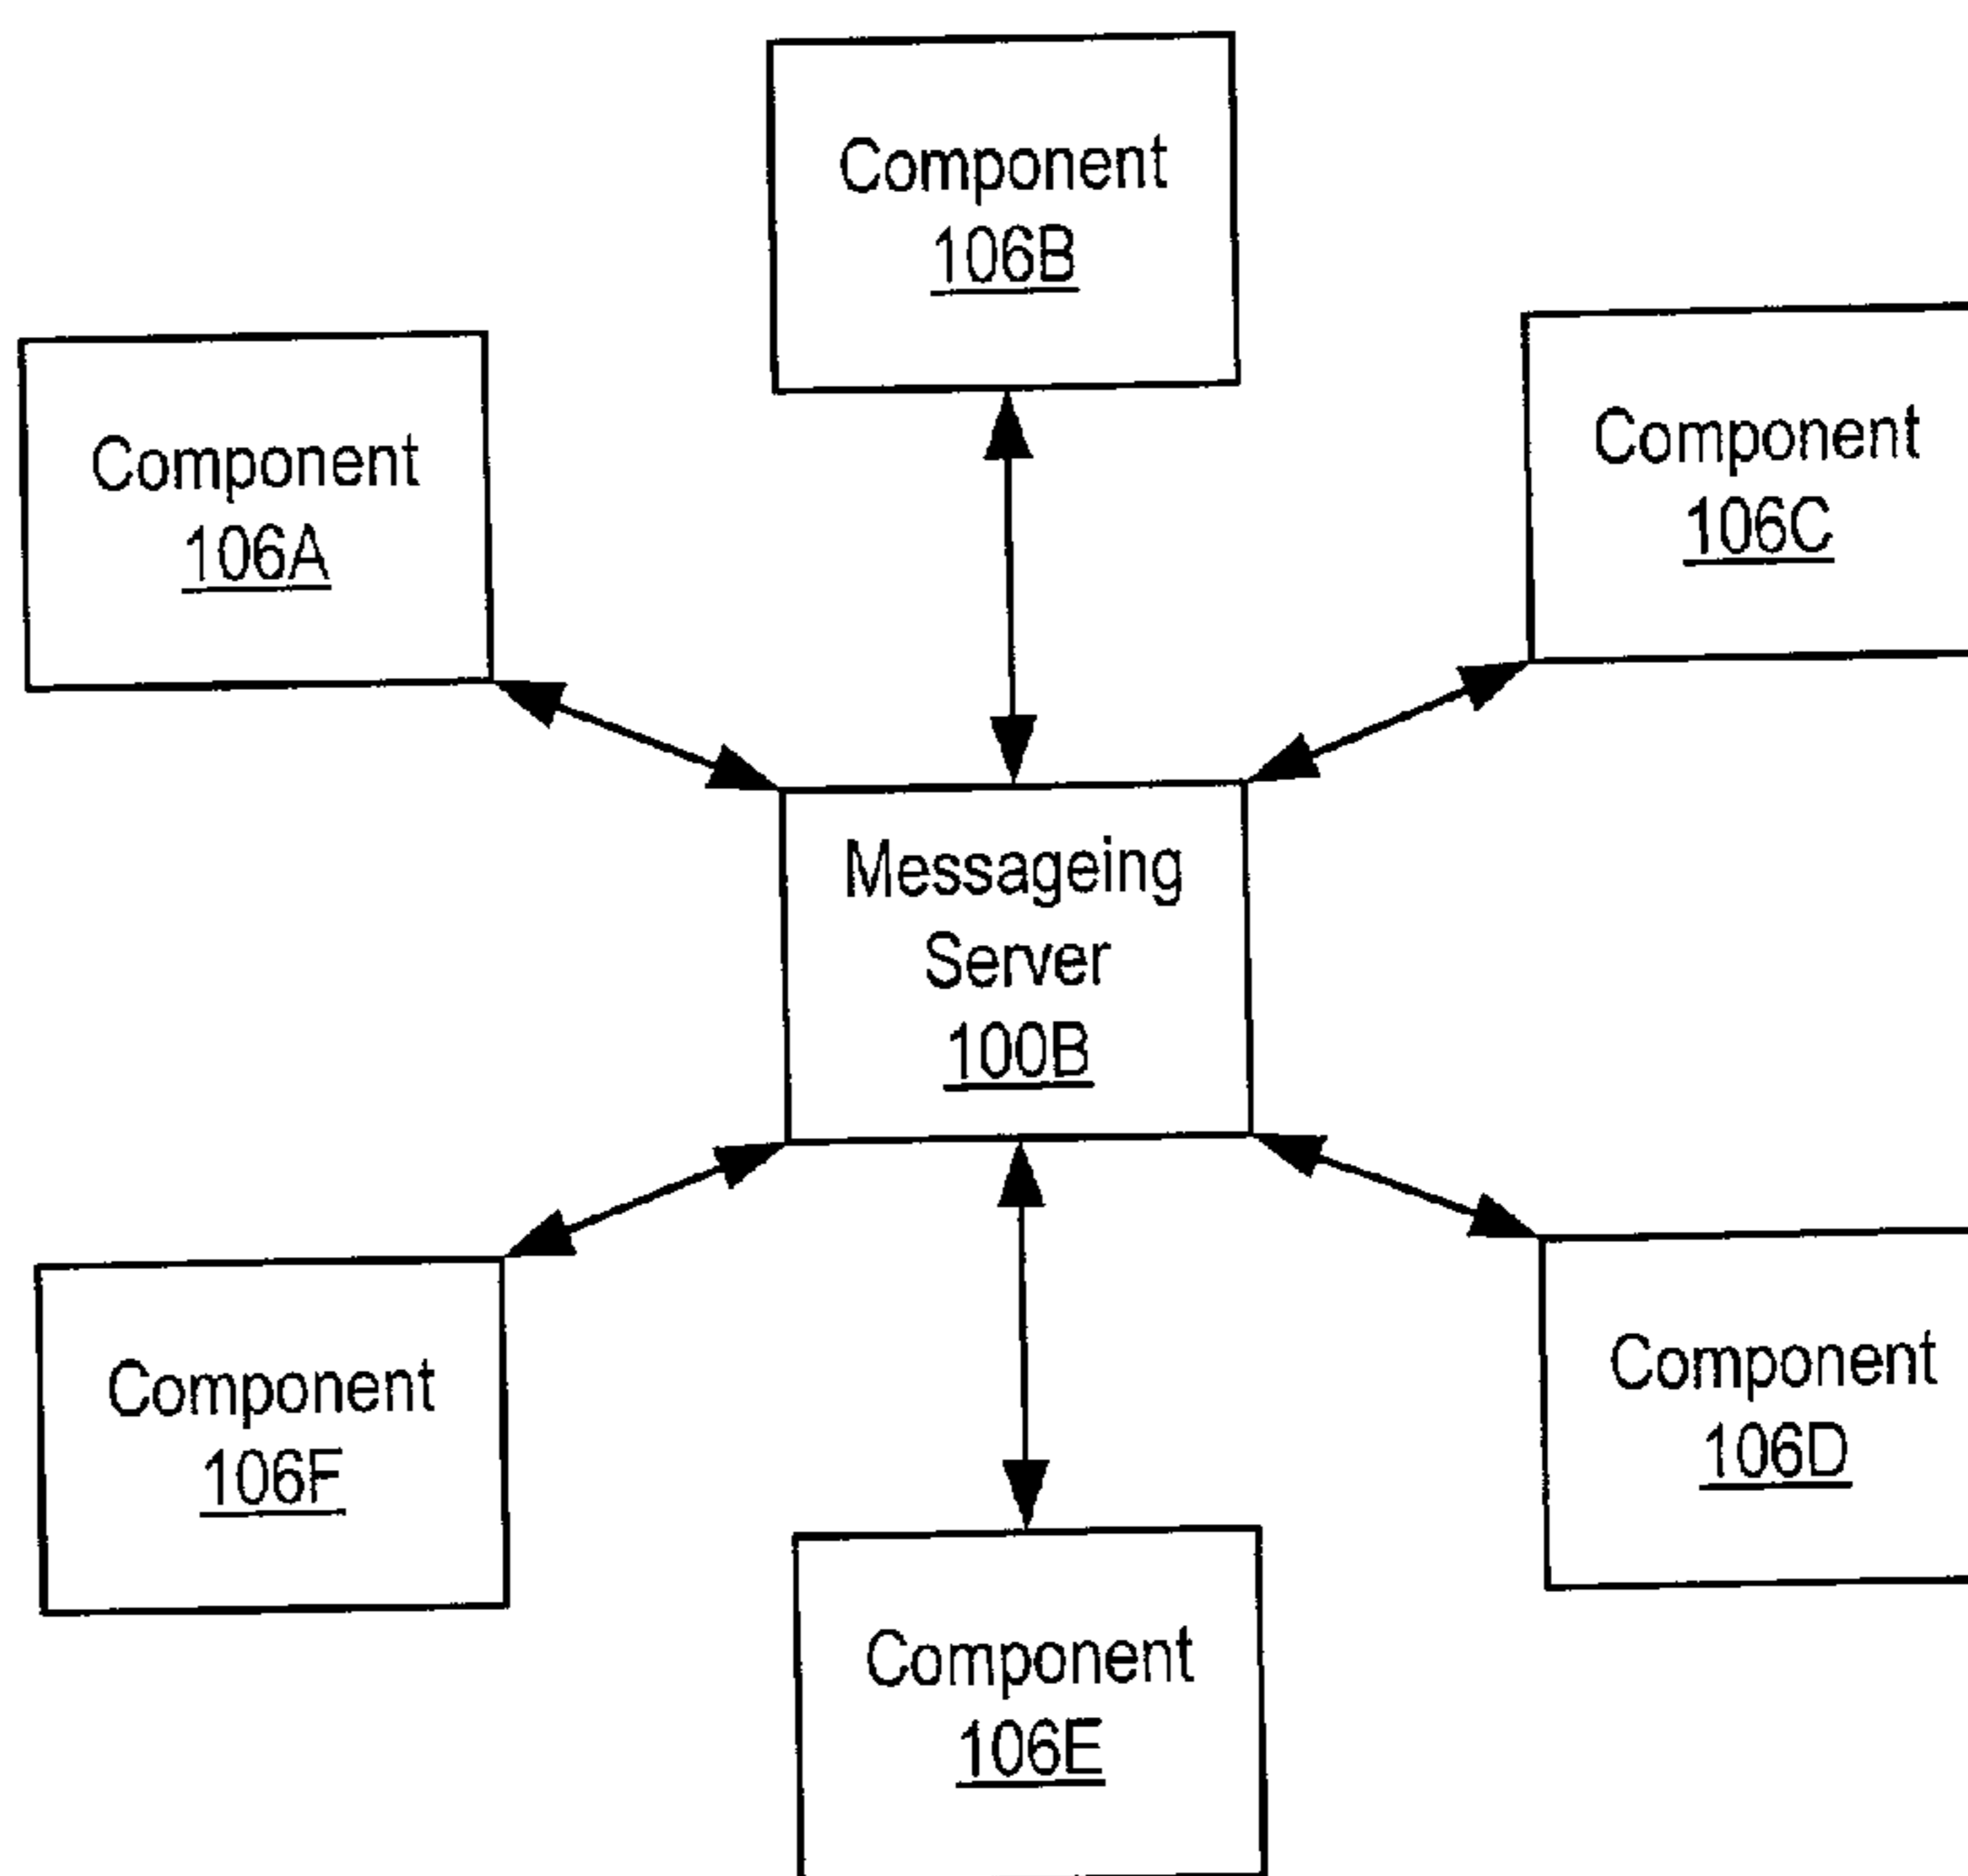 Component
106B
Component
106A
Component
106C
Messageing
Server
100B
Component
106F
Component
106D
Component
106E